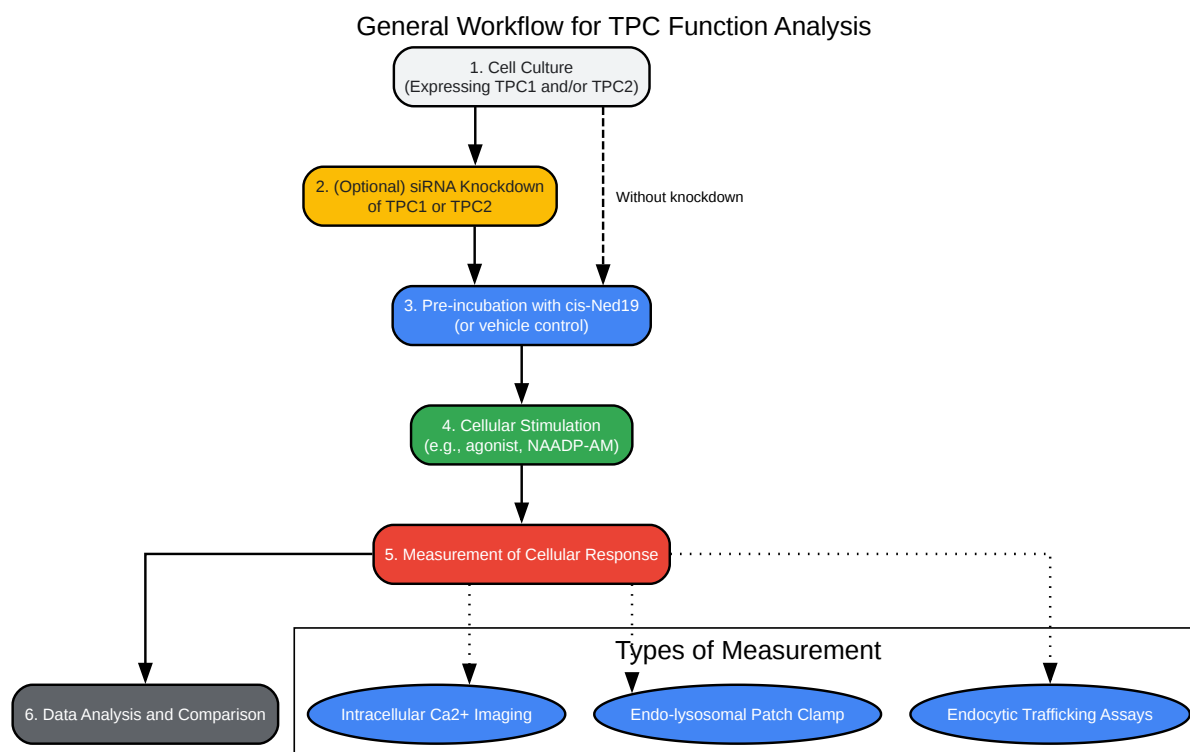 General Workflow for TPC Function Analysis
1. Cell Culture
(Expressing TPC1 and/or TPC2)
2. (Optional) siRNA Knockdown
of TPC1 or TPC2
Without knockdown
3. Pre-incubation with cis-Ned19
(or vehicle control)
4. Cellular Stimulation
(e.g., agonist, NAADP-AM)
5. Measurement of Cellular Response
Types of Measurement
6. Data Analysis and Comparison
Intracellular Ca2+ Imaging
Endo-lysosomal Patch Clamp
Endocytic Trafficking Assays